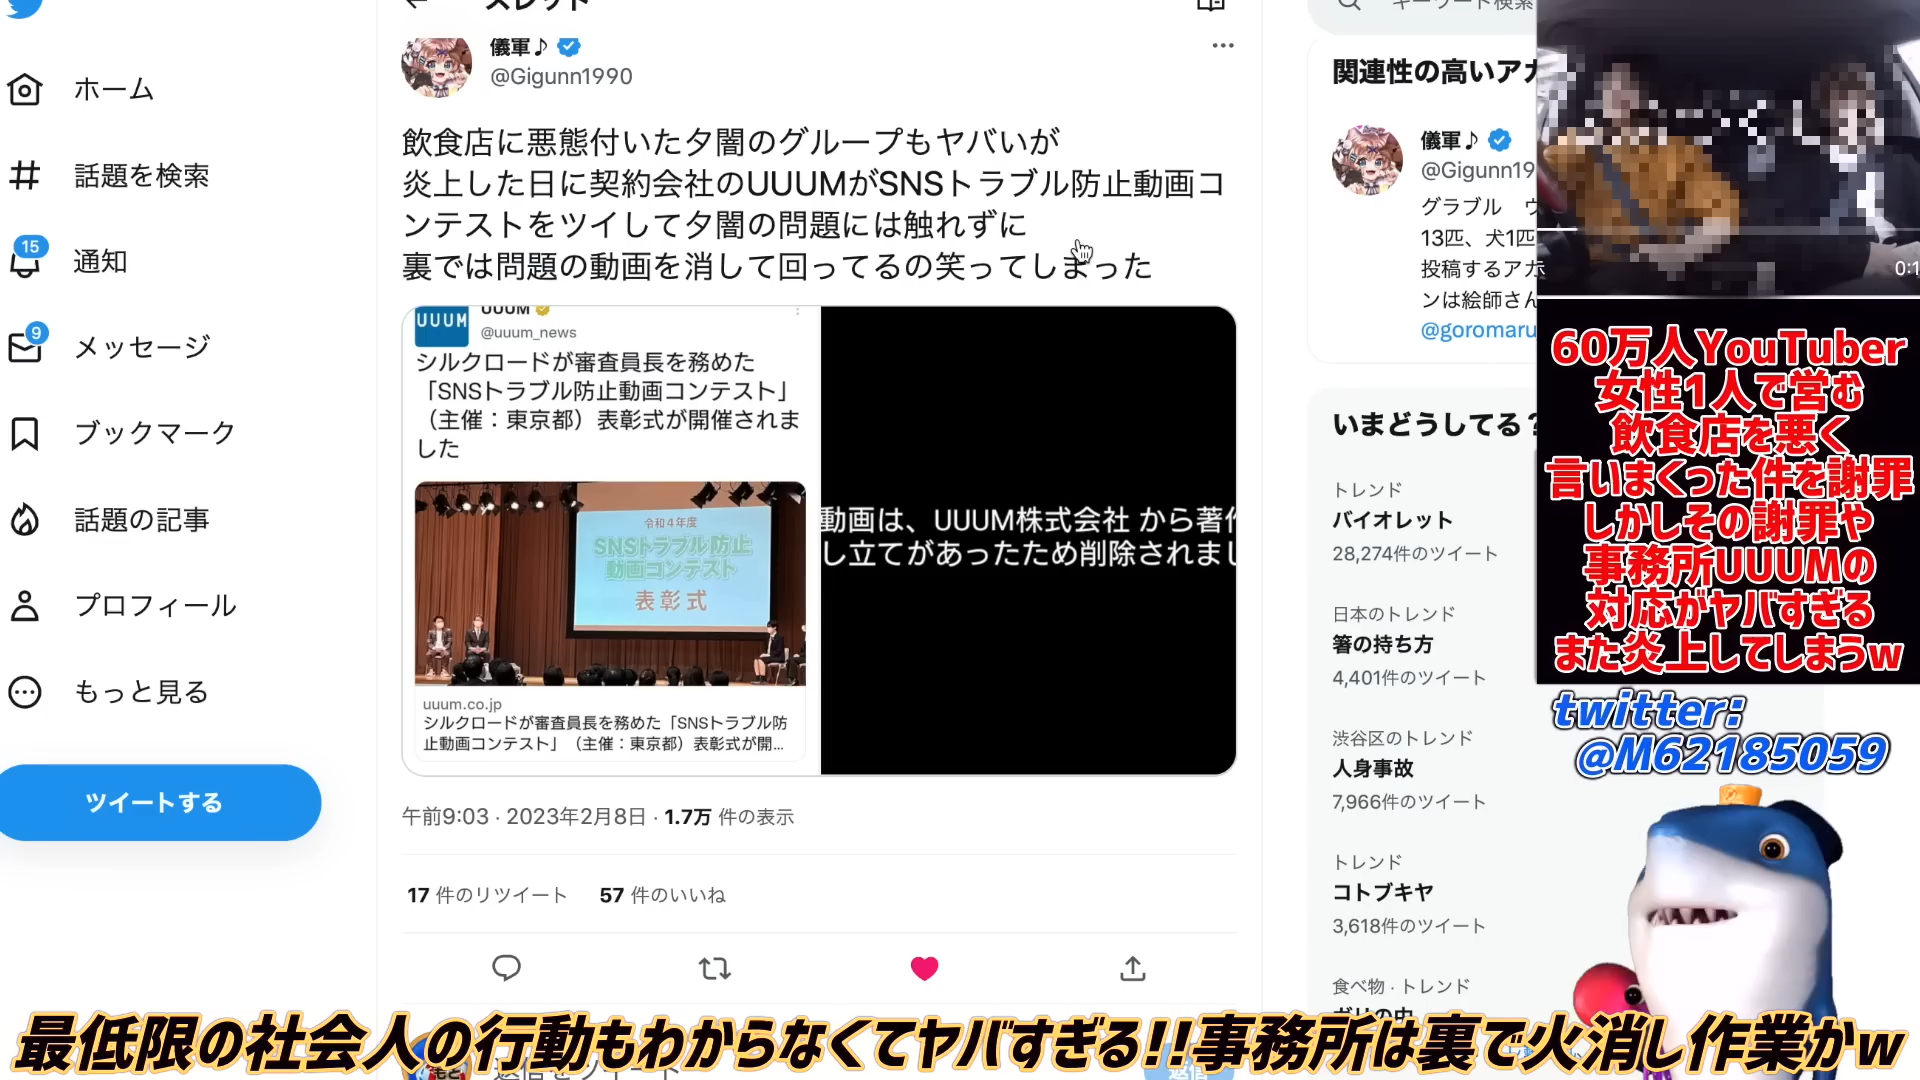 スレッド
ホーム
話題を検索
15
通知
9
メッセージ
ブックマーク
話題の記事
プロフィール
もっと見る
ツイートする
儀軍♪
@Gigunn1990
飲食店に悪態付いた夕闇のグループもヤバいが
炎上した日に契約会社のUUUMがSNSトラブル防止動画コ
ンテストをツイして夕闇の問題には触れずに
裏では問題の動画を消して回ってるの笑ってしまった
UUUM
UUUM
@uuum_news
シルクロードが審査員長を務めた
「SNSトラブル防止動画コンテスト」
（主催：東京都）表彰式が開催されま
した
令和4年度
SNSトラブル防止
動画コンテスト
表彰式
uuum.co.jp
シルクロードが審査員長を務めた「SNSトラブル防
止動画コンテスト」（主催：東京都）表彰式が開...
動画は、UUUM株式会社 から著作
し立てがあったため削除されまし
午前9:03 · 2023年2月8日 · 1.7万 件の表示
17 件のリツイート 57 件のいいね
キーワード検索
関連性の高いアカ
儀軍♪
@Gigunn19
グラブル ウ
13匹、犬1匹
投稿するアカ
ンは絵師さん
@goromaru
いまどうしてる？
トレンド
バイオレット
28,274件のツイート
日本のトレンド
箸の持ち方
4,401件のツイート
渋谷区のトレンド
人身事故
7,966件のツイート
トレンド
コトブキヤ
3,618件のツイート
食べ物 · トレンド
0:1
60万人YouTuber
女性1人で営む
飲食店を悪く
言いまくった件を謝罪
しかしその謝罪や
事務所UUUMの
対応がヤバすぎる
また炎上してしまうw
twitter:
@M62185059
最低限の社会人の行動もわからなくてヤバすぎる!!事務所は裏で火消し作業かw